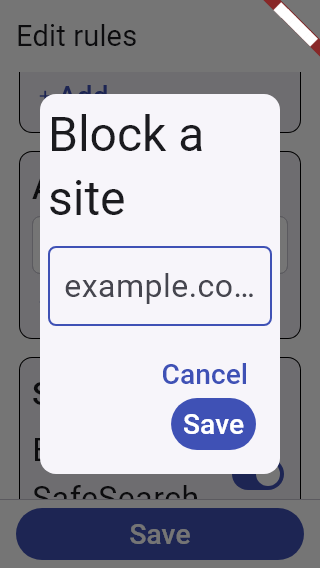 Edit rules
+ Add
Block a
site
example.co…
Cancel
Save
SafeSearch
Save